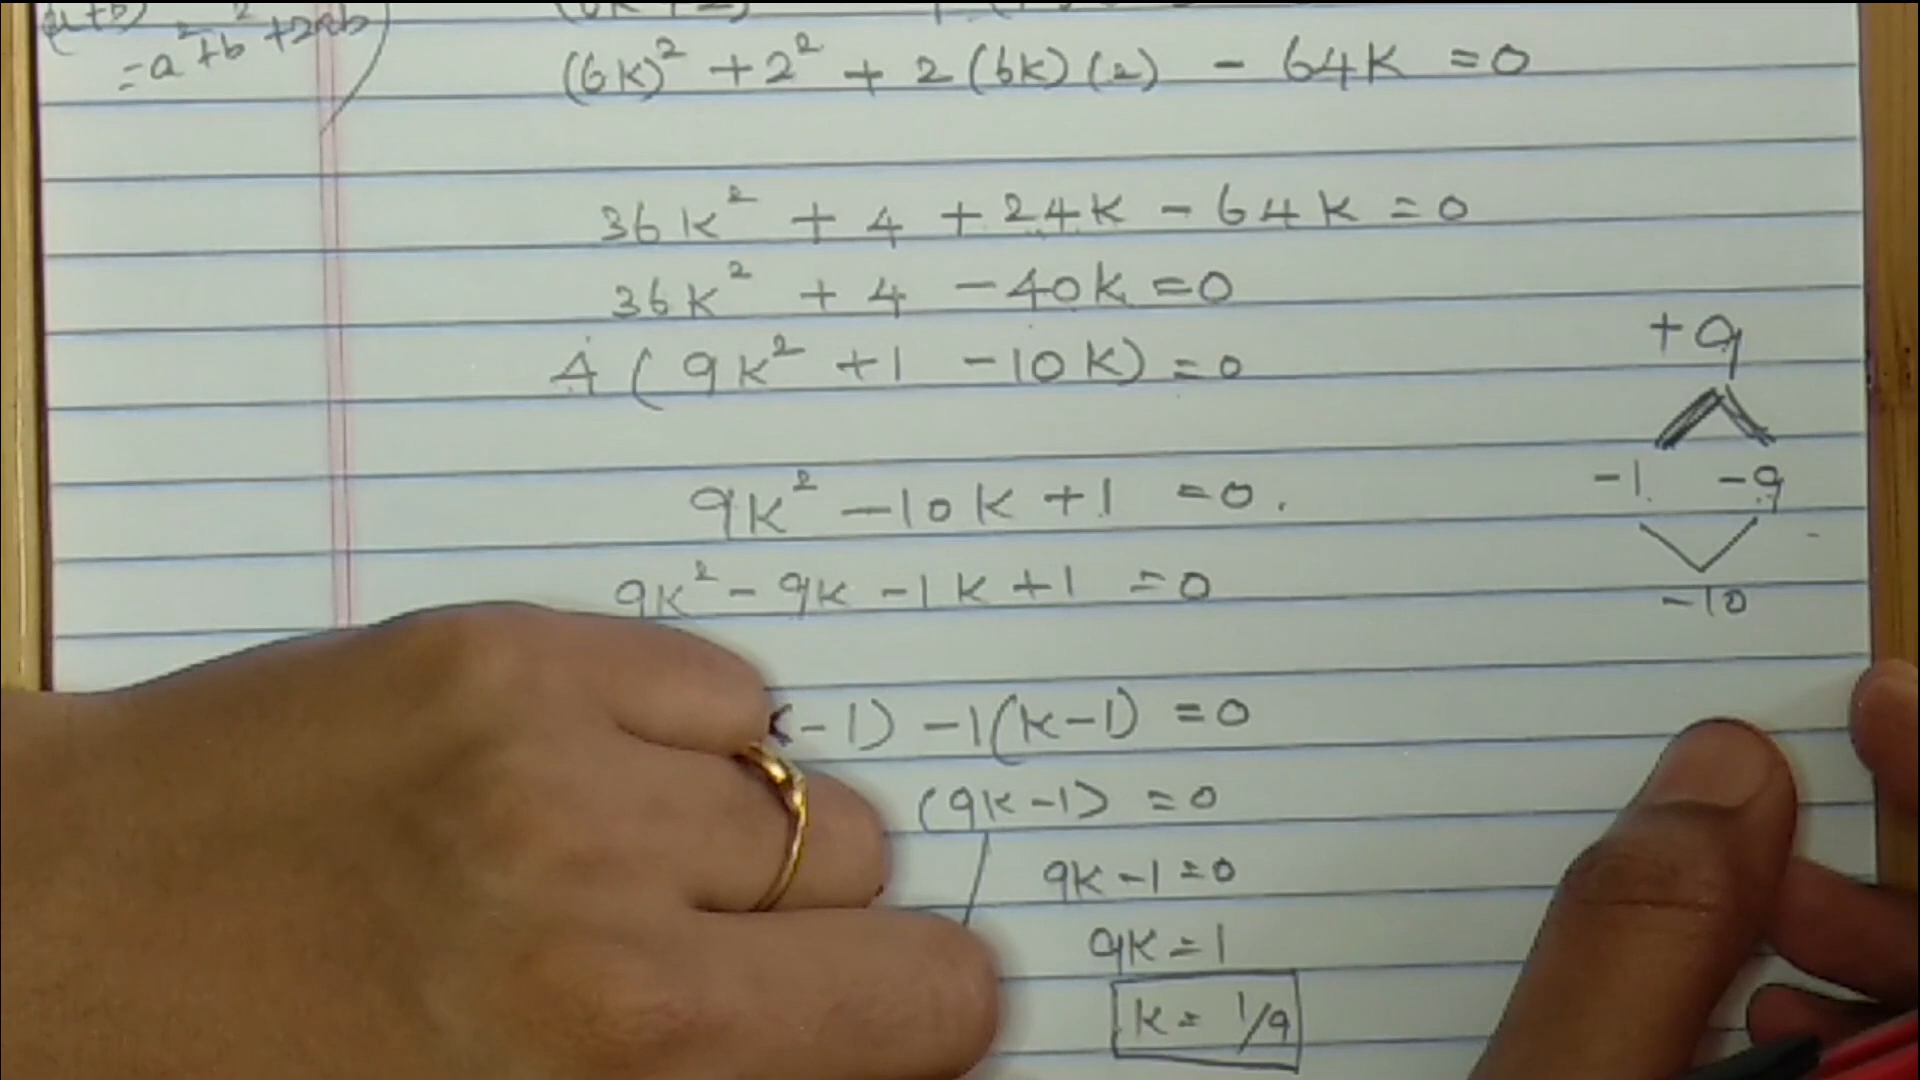 = a² + b² + 2ab
(6k)² + 2² + 2(6k)(2) - 64k = 0
36k² + 4 + 24k - 64k = 0
36k² + 4 - 40k = 0
4(9k² + 1 - 10k) = 0
+9
-1 -9
-10
9k² - 10k + 1 = 0.
9k² - 9k - 1k + 1 = 0
-1) -1(k-1) = 0
(9k-1) = 0
9k - 1 = 0
9k = 1
k = 1/9